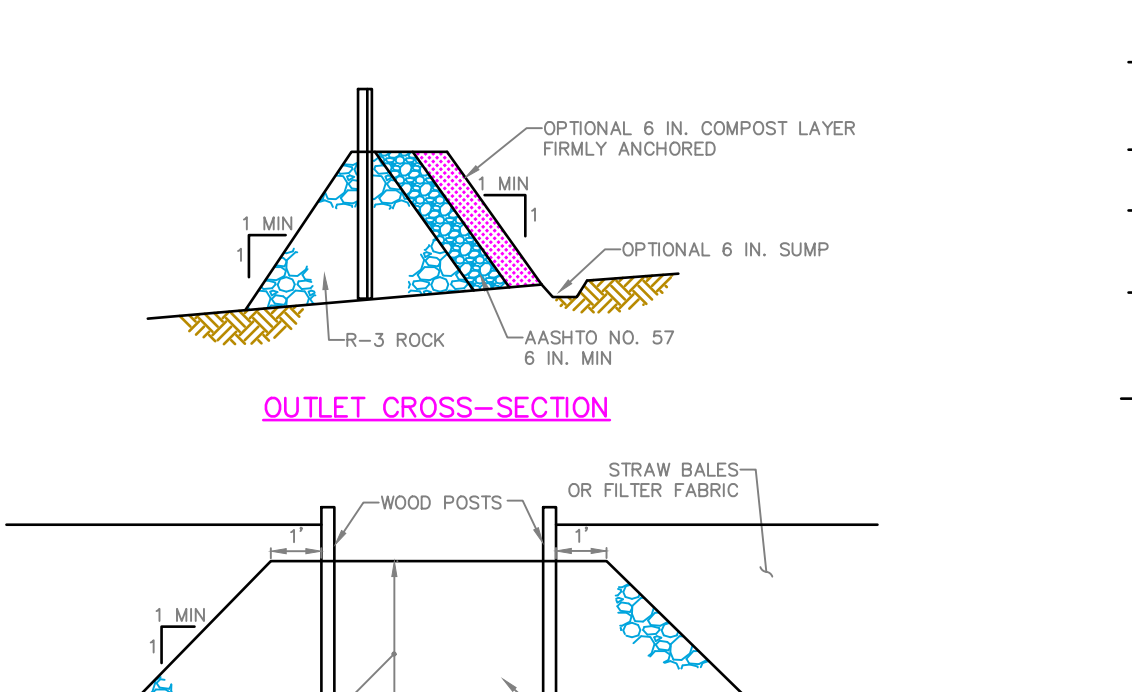 OPTIONAL 6 IN. COMPOST LAYER
FIRMLY ANCHORED
1 MIN
1
1 MIN
1
OPTIONAL 6 IN. SUMP
R-3 ROCK
AASHTO NO. 57
6 IN. MIN
OUTLET CROSS-SECTION
STRAW BALES
OR FILTER FABRIC
WOOD POSTS
1'
1'
1 MIN
1